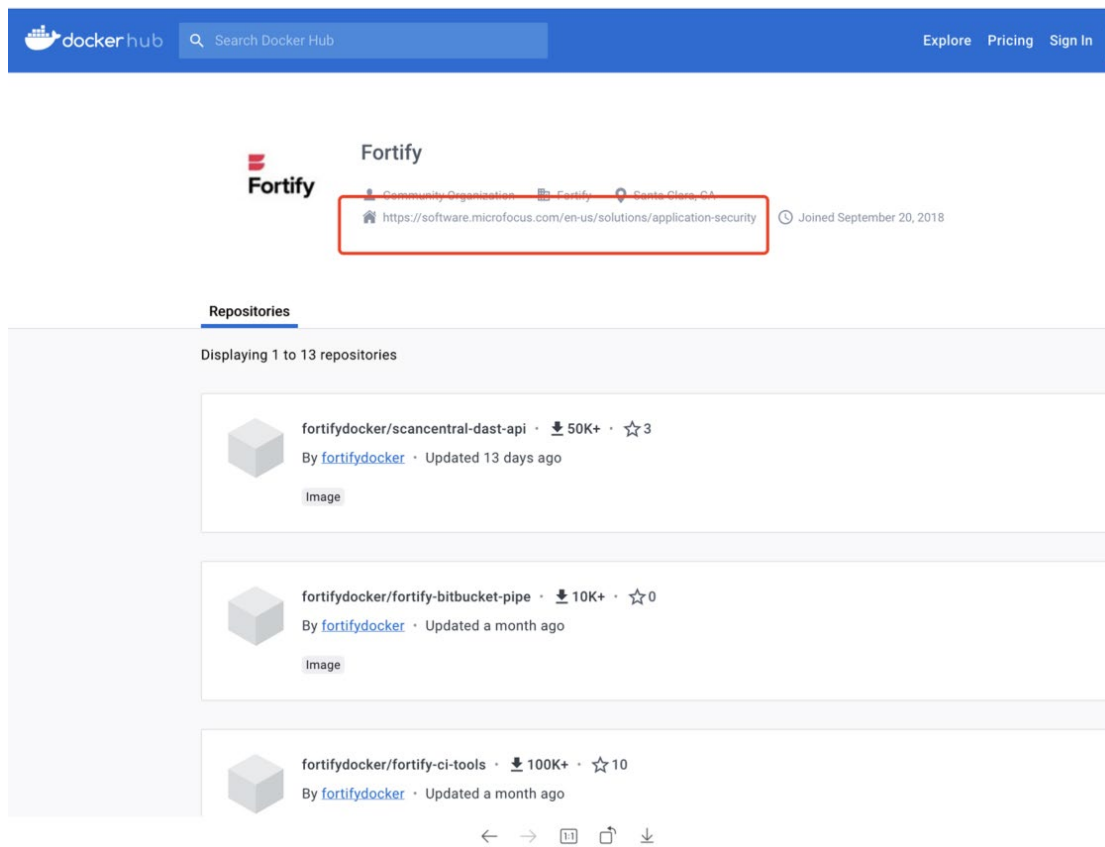 dockerhub Search Docker Hub Explore Pricing Sign In
Fortify
Fortify
Community Organization Fortify Santa Clara, CA
https://software.microfocus.com/en-us/solutions/application-security Joined September 20, 2018
Repositories
Displaying 1 to 13 repositories
fortifydocker/scancentral-dast-api · 50K+ · 3
By fortifydocker · Updated 13 days ago
Image
fortifydocker/fortify-bitbucket-pipe · 10K+ · 0
By fortifydocker · Updated a month ago
Image
fortifydocker/fortify-ci-tools · 100K+ · 10
By fortifydocker · Updated a month ago
1:1